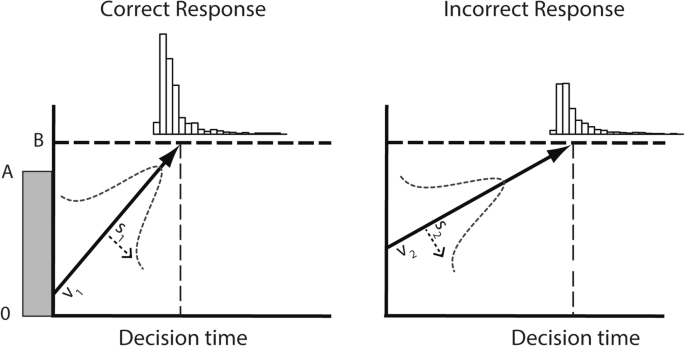 Correct Response
Incorrect Response
B
A
0
v1
s1
v2
s2
Decision time
Decision time